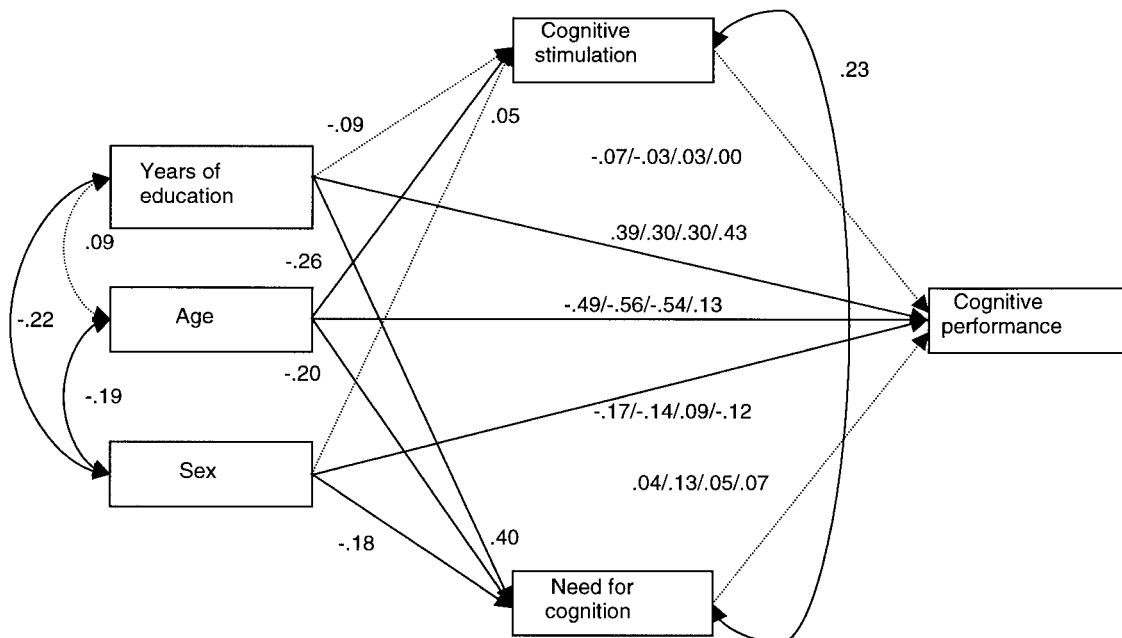 Cognitive
stimulation
.23
-.09
.05
-.07/-.03/.03/.00
Years of
education
.39/.30/.30/.43
.09
-.26
Age
-.49/-.56/-.54/.13
Cognitive
performance
-.22
-.20
-.19
-.17/-.14/.09/-.12
Sex
.04/.13/.05/.07
-.18
.40
Need for
cognition